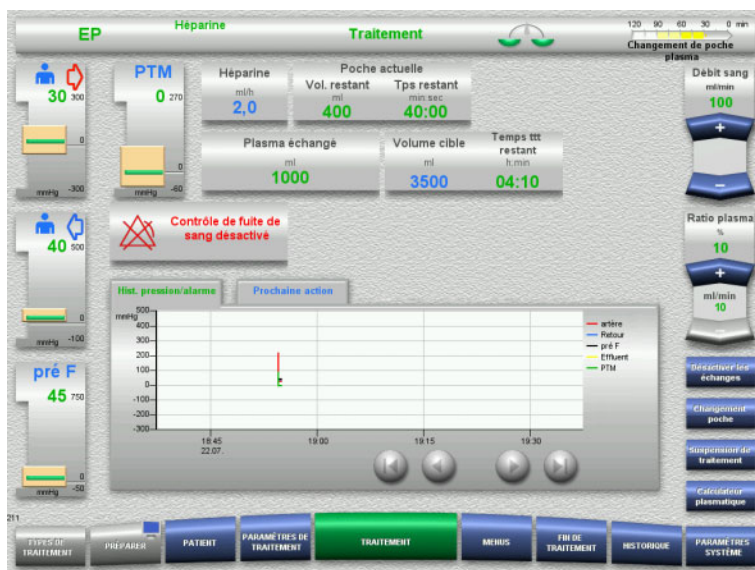 EP
Héparine
Traitement
120 90 60 30 0 min
Changement de poche
plasma
30 300
0
mmHg -300
PTM
0 270
0
mmHg -60
Héparine
ml/h
2,0
Poche actuelle
Vol. restant Tps restant
ml min:sec
400 40:00
Plasma échangé
ml
1000
Volume cible
ml
3500
Temps ttt
restant
h:min
04:10
Débit sang
ml/min
100
+
−
40 500
0
mmHg -100
Contrôle de fuite de
sang désactivé
Ratio plasma
%
10
+
ml/min
10
−
Hist. pression/alarme
Prochaine action
mmHg
500
400
300
200
100
0
-100
-200
-300
18:45 19:00 19:15 19:30
22.07.
artère
Retour
pré F
Effluent
PTM
pré F
45 750
0
mmHg -50
Désactiver les
échanges
Changement
poche
Suspension de
traitement
Calculateur
plasmatique
211
TYPES DE
TRAITEMENT
PRÉPARER
PATIENT
PARAMÈTRES DE
TRAITEMENT
TRAITEMENT
MENUS
FIN DE
TRAITEMENT
HISTORIQUE
PARAMÈTRES
SYSTÈME